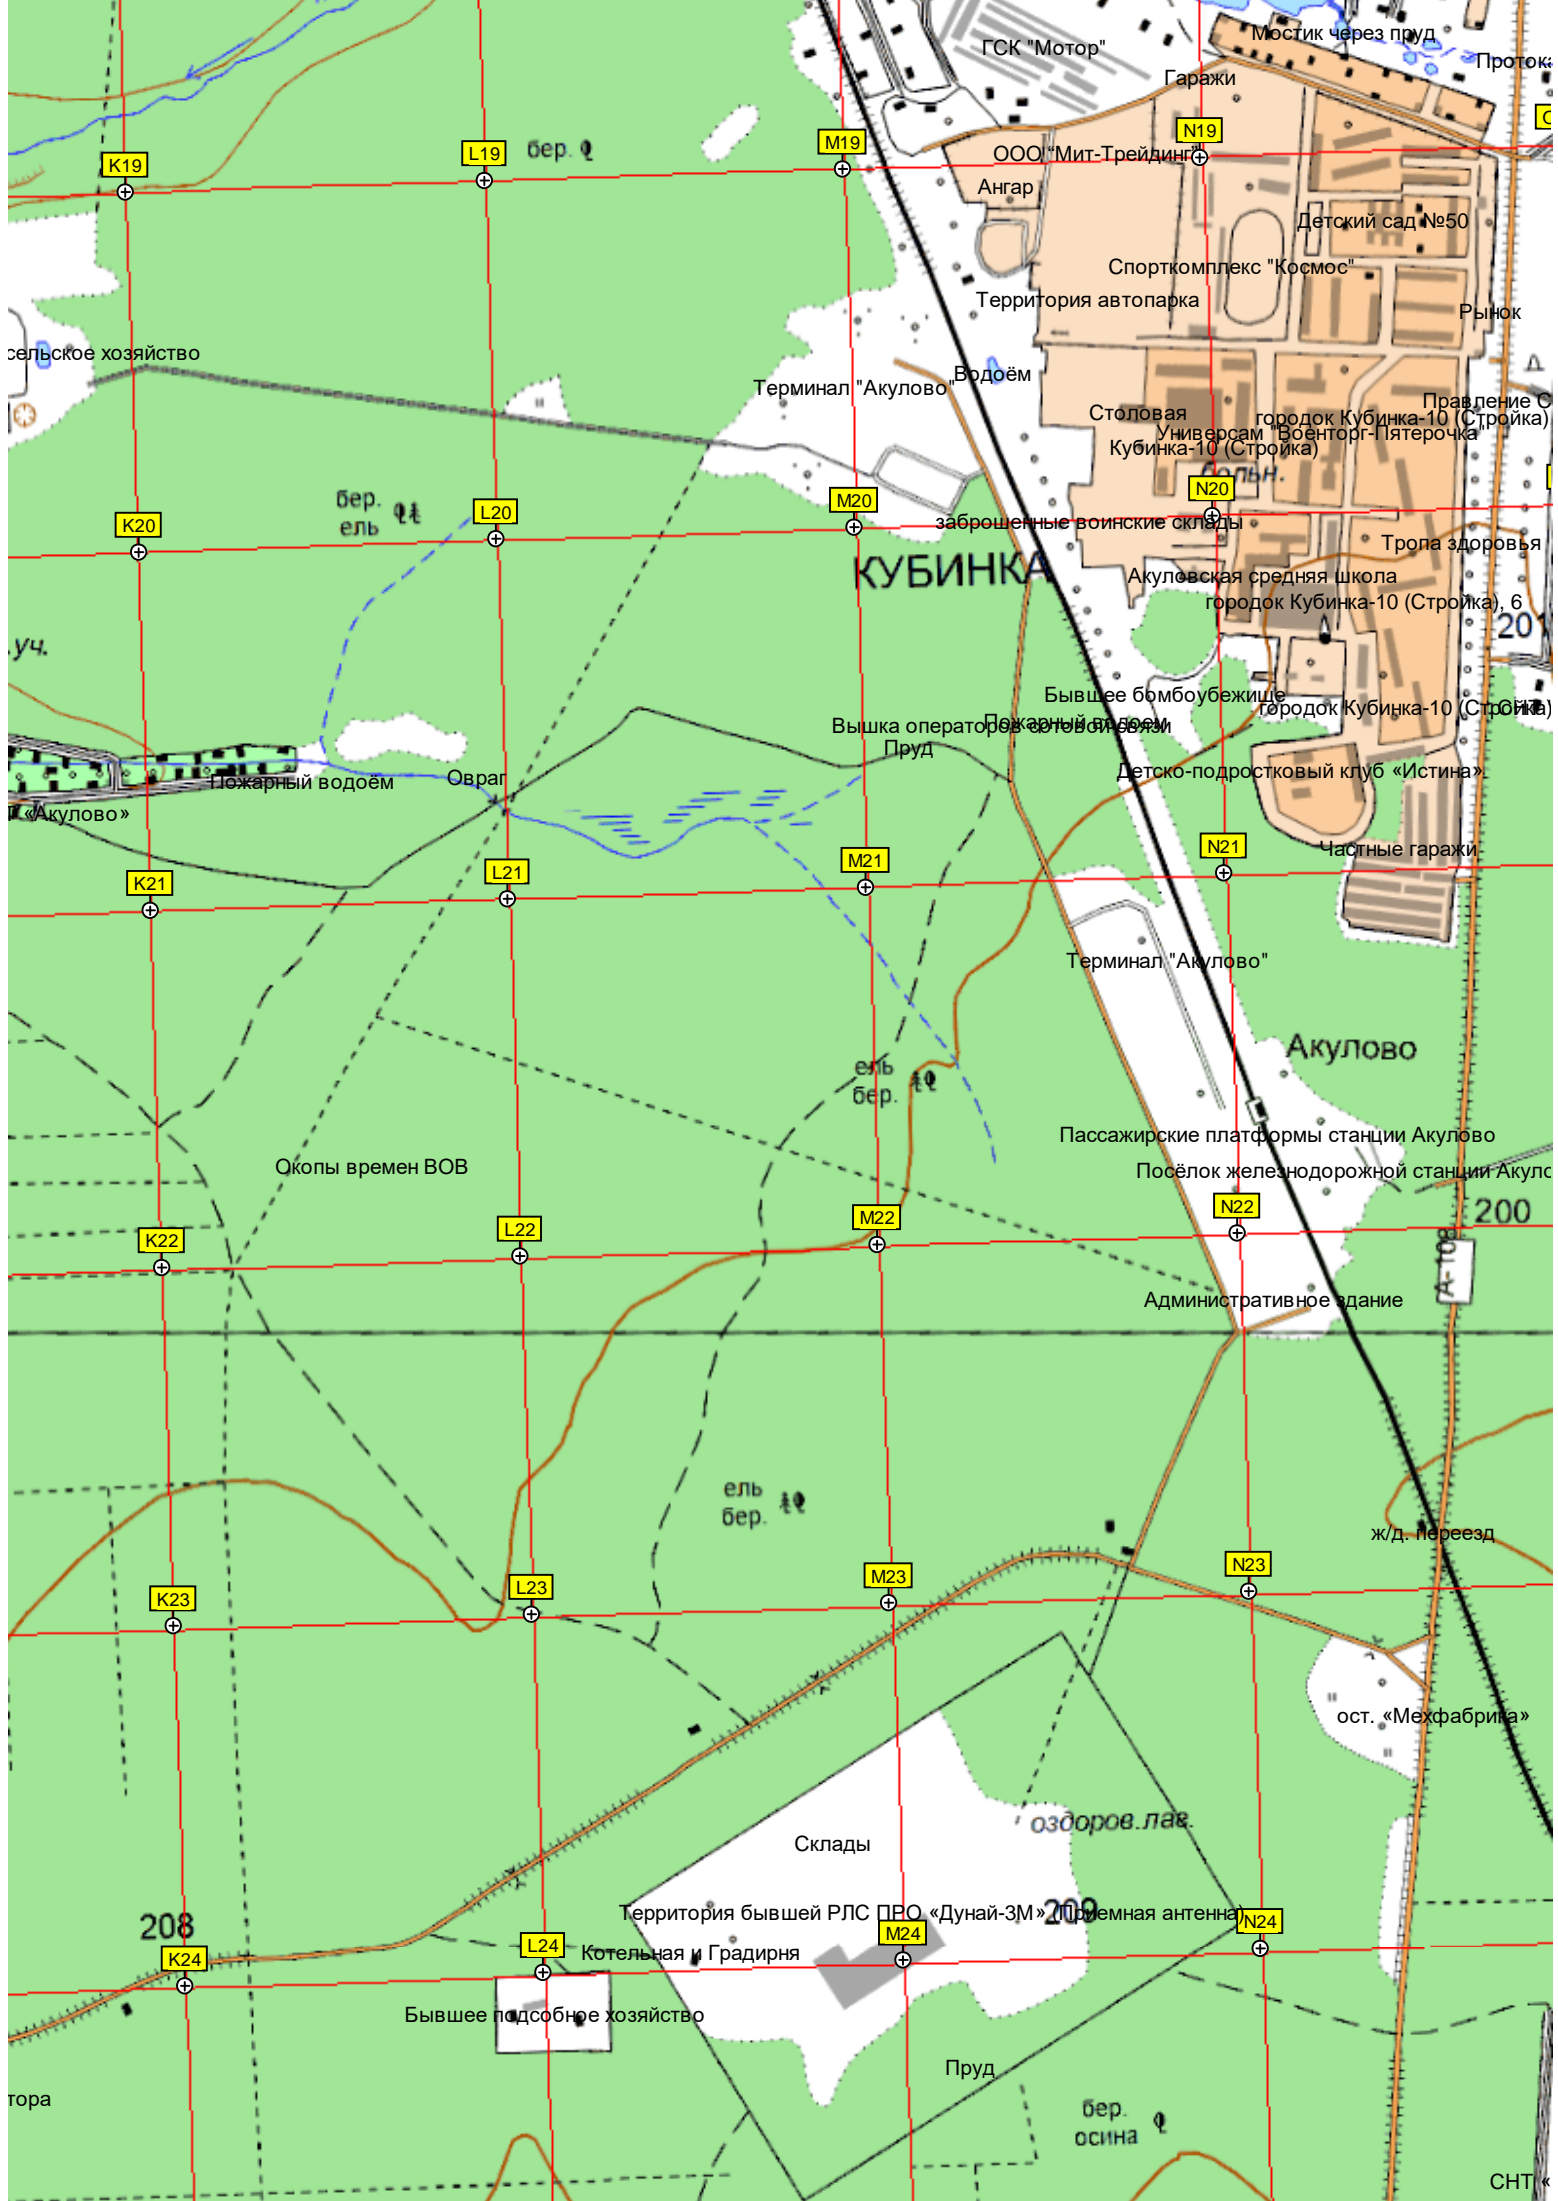 Мостик через пруд
ГСК "Мотор"
Гаражи
N19
M19
L19
бер.
K19
ООО "Мит-Трейдинг"
Ангар
Детский сад №50
Спорткомплекс "Космос"
Территория автопарка
Рынок
сельское хозяйство
Водоём
Терминал "Акулово"
Правление С
Столовая
городок Кубинка-10 (Стройка)
Универсам "Военторг-Пятерочка"
Кубинка-10 (Стройка)
больн.
N20
M20
L20
K20
бер.
ель
заброшенные воинские склады
Тропа здоровья
КУБИНКА
Акуловская средняя школа
городок Кубинка-10 (Стройка), 6
201
уч.
Бывшее бомбоубежище
городок Кубинка-10 (Стройка)
Пожарный водоем
Вышка операторов сотовой связи
Пруд
Детско-подростковый клуб «Истина»
Овраг
Пожарный водоём
«Акулово»
N21
Частные гаражи
M21
L21
K21
Терминал "Акулово"
Акулово
ель
бер.
Пассажирские платформы станции Акулово
Окопы времен ВОВ
Посёлок железнодорожной станции Акуло
N22
200
M22
L22
K22
А-108
Административное здание
ель
бер.
ж/д. переезд
N23
M23
L23
K23
ост. «Мехфабрика»
оздоров.лаг.
Склады
Территория бывшей РЛС ПРО «Дунай-3М» (Приемная антенна)
209
208
N24
M24
L24
K24
Котельная и Градирня
Бывшее подсобное хозяйство
Пруд
тора
бер.
осина
СНТ «